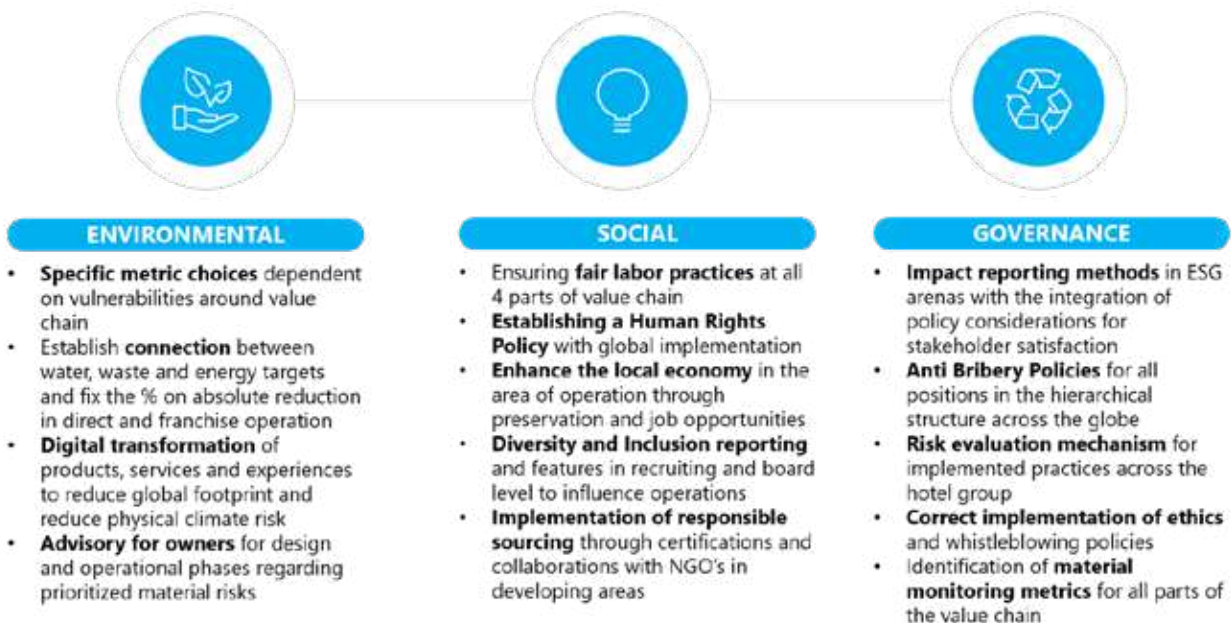 ENVIRONMENTAL
• Specific metric choices dependent
on vulnerabilities around value
chain
• Establish connection between
water, waste and energy targets
and fix the % on absolute reduction
in direct and franchise operation
• Digital transformation of
products, services and experiences
to reduce global footprint and
reduce physical climate risk
• Advisory for owners for design
and operational phases regarding
prioritized material risks
SOCIAL
• Ensuring fair labor practices at all
4 parts of value chain
• Establishing a Human Rights
Policy with global implementation
• Enhance the local economy in the
area of operation through
preservation and job opportunities
• Diversity and Inclusion reporting
and features in recruiting and board
level to influence operations
• Implementation of responsible
sourcing through certifications and
collaborations with NGO's in
developing areas
GOVERNANCE
• Impact reporting methods in ESG
arenas with the integration of
policy considerations for
stakeholder satisfaction
• Anti Bribery Policies for all
positions in the hierarchical
structure across the globe
• Risk evaluation mechanism for
implemented practices across the
hotel group
• Correct implementation of ethics
and whistleblowing policies
• Identification of material
monitoring metrics for all parts of
the value chain